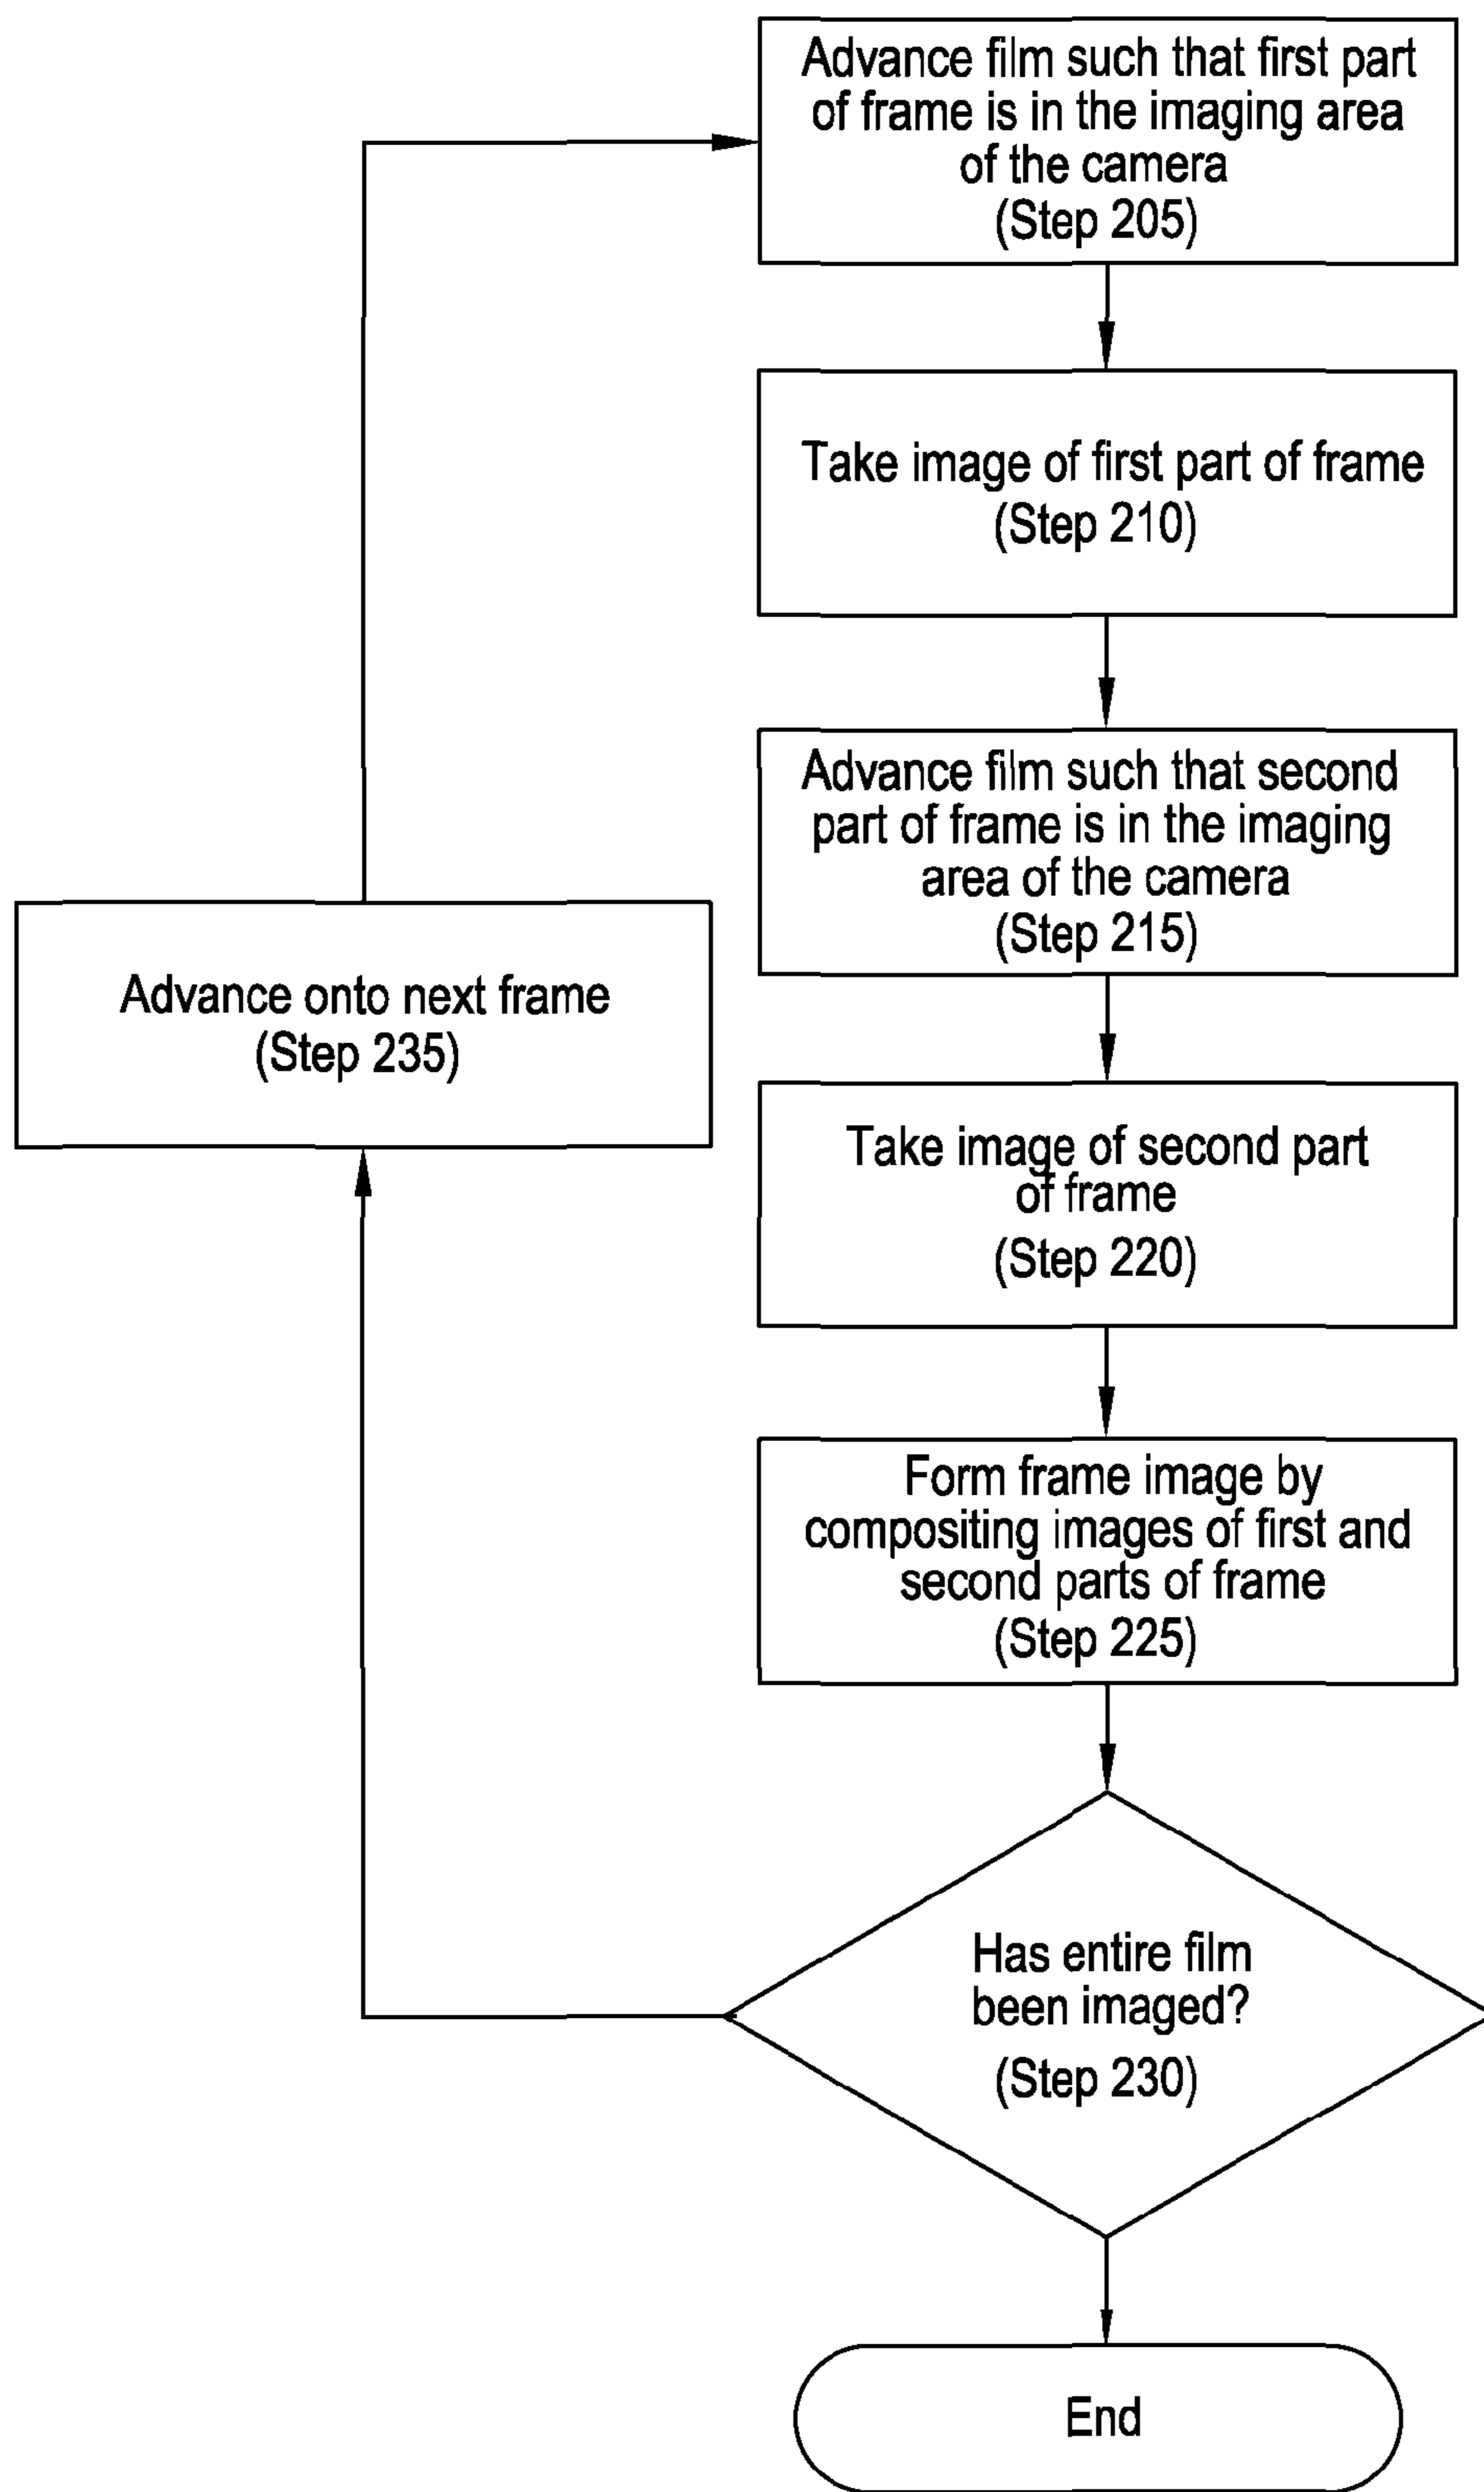 Advance film such that first part
of frame is in the imaging area
of the camera
(Step 205)
Take image of first part of frame
(Step 210)
Advance film such that second
part of frame is in the imaging
area of the camera
(Step 215)
Advance onto next frame
(Step 235)
Take image of second part
of frame
(Step 220)
Form frame image by
compositing images of first and
second parts of frame
(Step 225)
Has entire film
been imaged?
(Step 230)
End